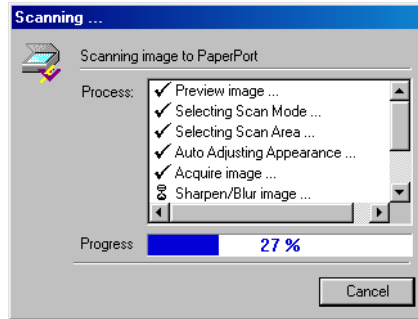 Scanning ...
Scanning image to PaperPort
Process:
Preview image ...
Selecting Scan Mode ...
Selecting Scan Area ...
Auto Adjusting Appearance ...
Acquire image ...
Sharpen/Blur image ...
Progress
27 %
Cancel